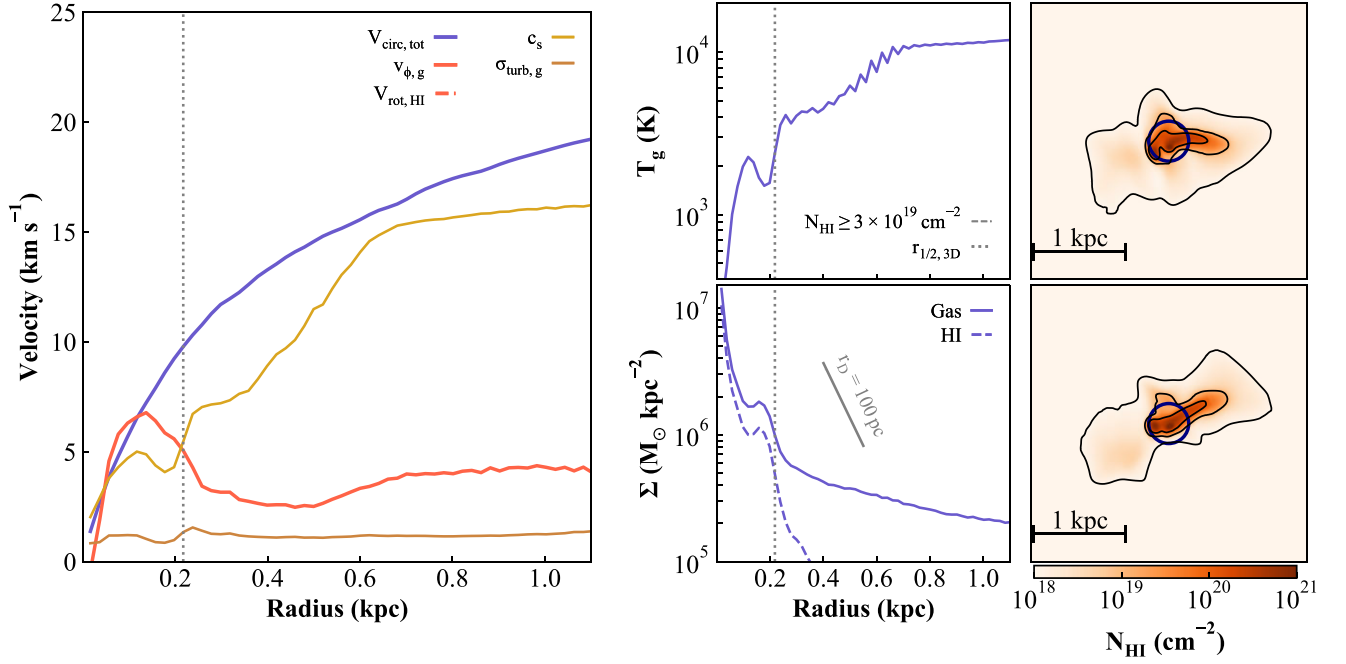 25
20
15
10
5
0
Velocity (km s⁻¹)
V_circ, tot
v_ϕ, g
V_rot, HI
c_s
σ_turb, g
0.2 0.4 0.6 0.8 1.0
Radius (kpc)
10⁴
10³
T_g (K)
N_HI ≥ 3 × 10¹⁹ cm⁻²
r_1/2, 3D
10⁷
10⁶
10⁵
Σ (M_⊙ kpc⁻²)
Gas
HI
r_D = 100 pc
0.2 0.4 0.6 0.8 1.0
Radius (kpc)
1 kpc
1 kpc
10¹⁸ 10¹⁹ 10²⁰ 10²¹
N_HI (cm⁻²)